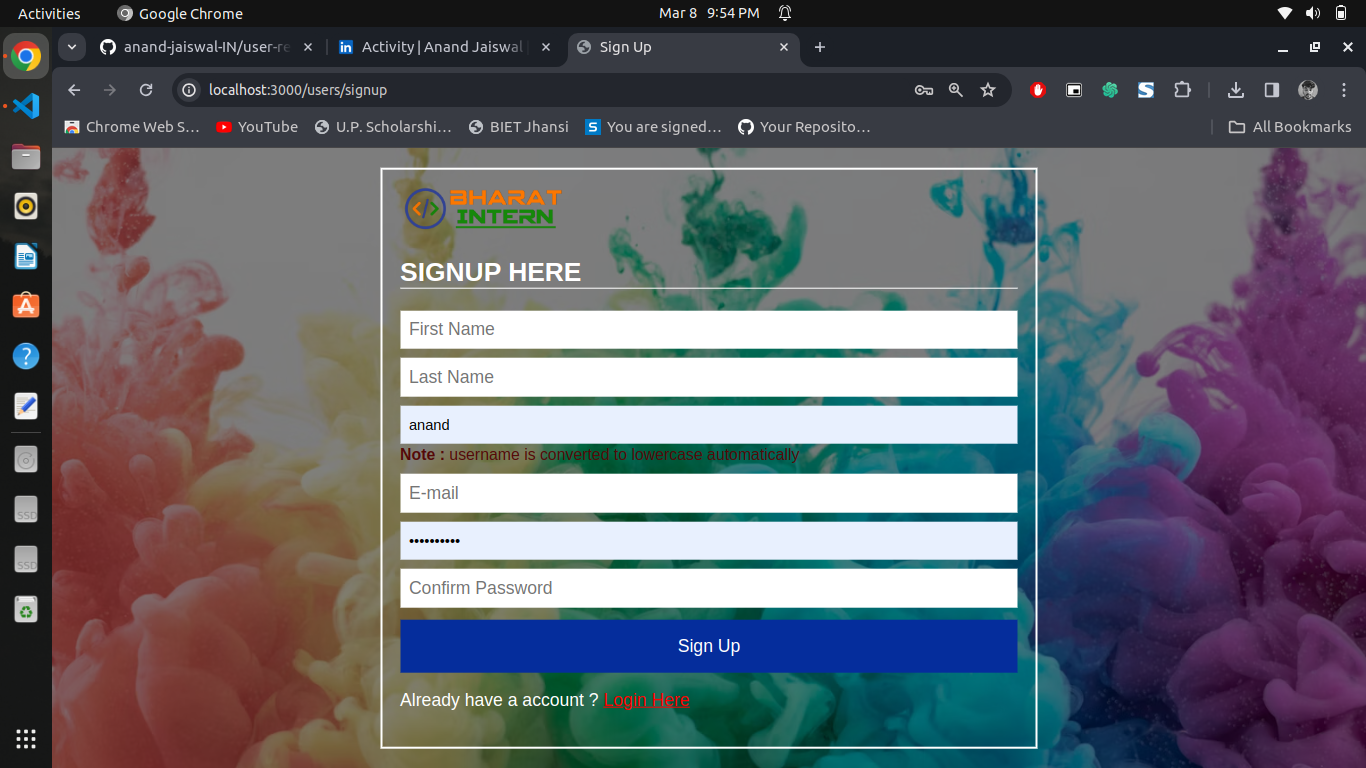 Activities
Google Chrome
Mar 8 9:54 PM
anand-jaiswal-IN/user-re
in Activity | Anand Jaiswal
Sign Up
localhost:3000/users/signup
Chrome Web S...
YouTube
U.P. Scholarshi...
BIET Jhansi
S You are signed...
Your Reposito...
All Bookmarks
</> BHARAT
INTERN
SIGNUP HERE
First Name
Last Name
anand
Note : username is converted to lowercase automatically
E-mail
••••••••••
Confirm Password
Sign Up
Already have a account ? Login Here
SSD
SSD